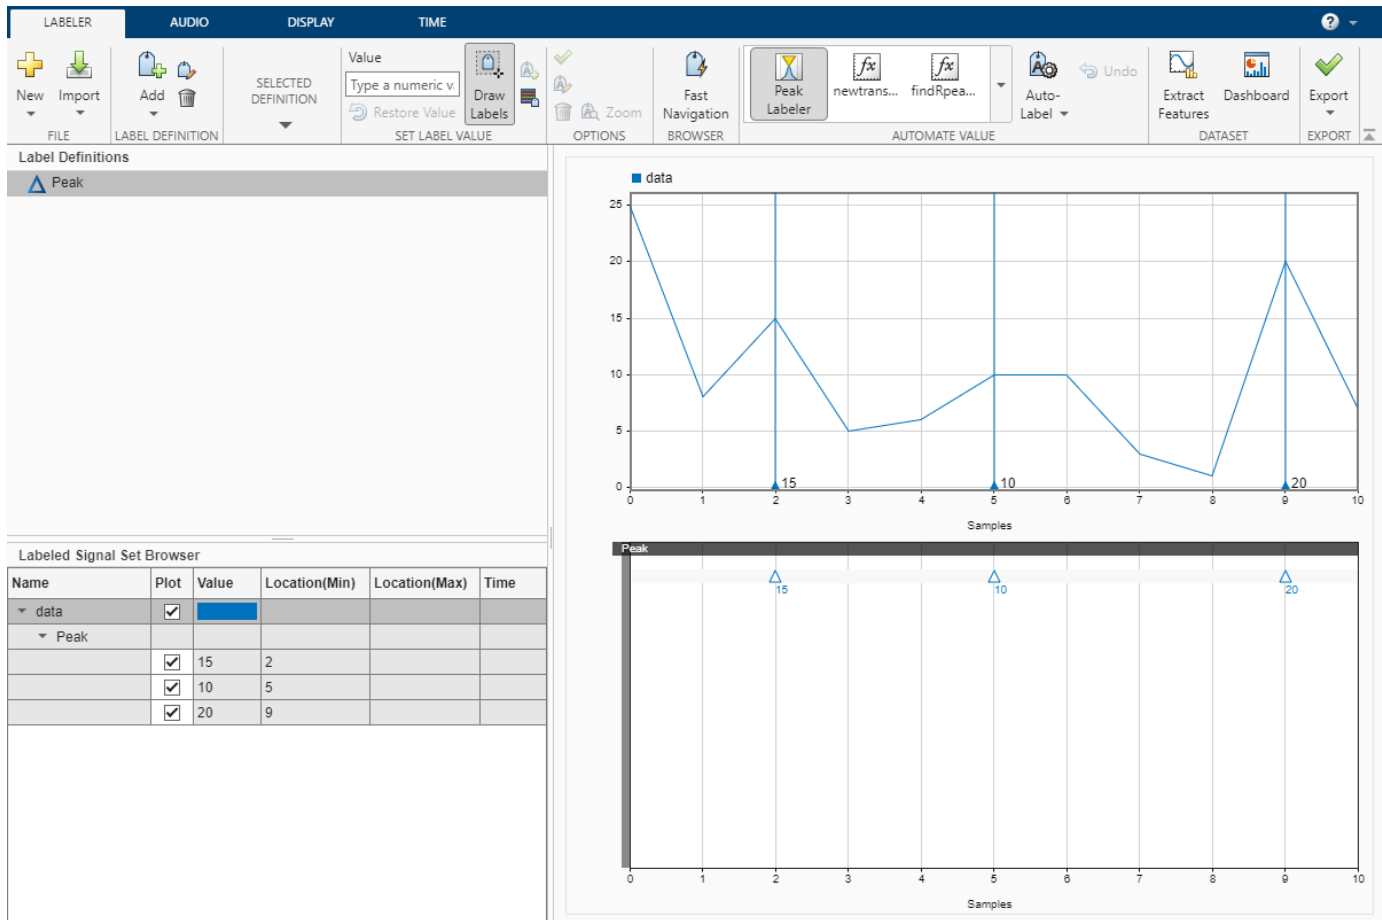 LABELER AUDIO DISPLAY TIME ?
New Import Add SELECTED DEFINITION Value
Type a numeric v.
Restore Value Draw Labels Zoom Fast Navigation Peak Labeler newtrans... findRpea... Auto-Label Undo Extract Features Dashboard Export
FILE LABEL DEFINITION SET LABEL VALUE OPTIONS BROWSER AUTOMATE VALUE DATASET EXPORT
Label Definitions
Peak
Labeled Signal Set Browser
Name Plot Value Location(Min) Location(Max) Time
data
Peak
15 2
10 5
20 9
data
25
20
15
10
5
0
15 10 20
0 1 2 3 4 5 6 7 8 9 10
Samples
Peak
15 10 20
0 1 2 3 4 5 6 7 8 9 10
Samples